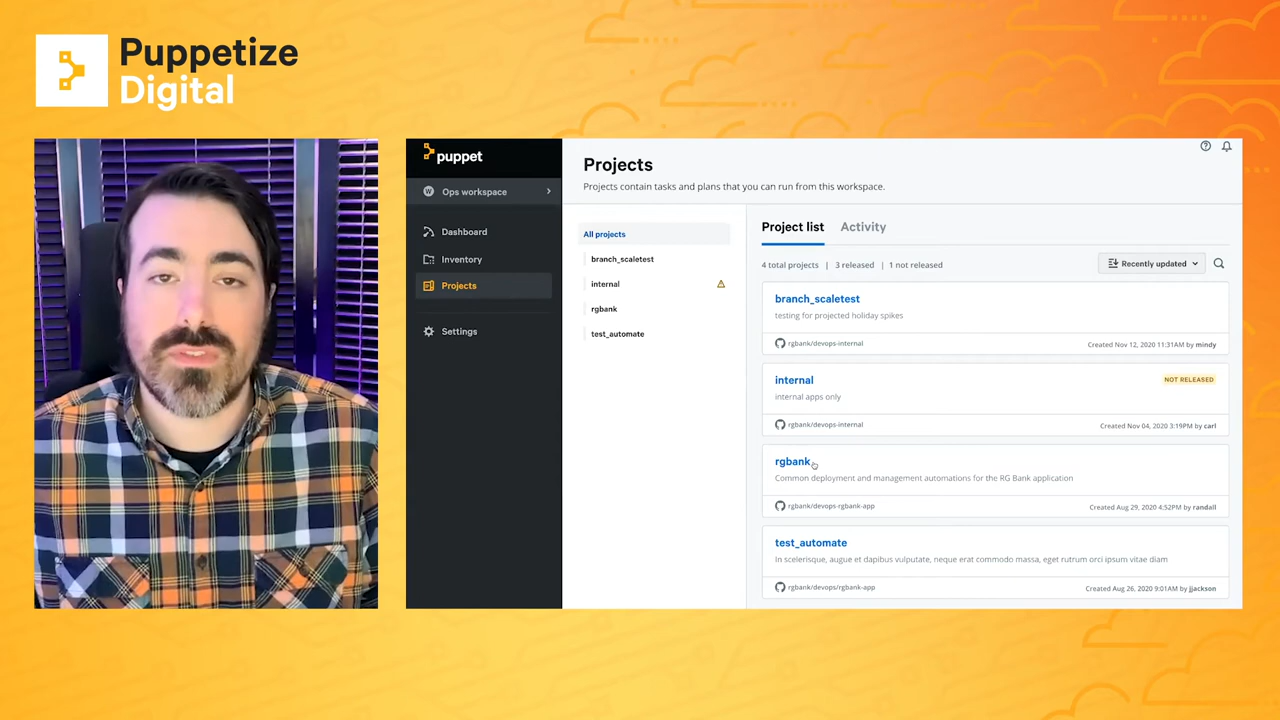 Puppetize
Digital
puppet
Ops workspace
Dashboard
Inventory
Projects
Settings
Projects
Projects contain tasks and plans that you can run from this workspace.
All projects
branch_scaletest
internal
rgbank
test_automate
Project list
Activity
4 total projects | 3 released | 1 not released
Recently updated
branch_scaletest
testing for projected holiday spikes
rgbank/devops-internal
Created Nov 12, 2020 11:31AM by mindy
internal
NOT RELEASED
internal apps only
rgbank/devops-internal
Created Nov 04, 2020 3:19PM by carl
rgbank
Common deployment and management automations for the RG Bank application
rgbank/devops-rgbank-app
Created Aug 29, 2020 4:52PM by randall
test_automate
In scelerisque, augue et dapibus vulputate, neque erat commodo massa, eget rutrum orci ipsum vitae diam
rgbank/devops/rgbank-app
Created Aug 26, 2020 9:01AM by jjackson